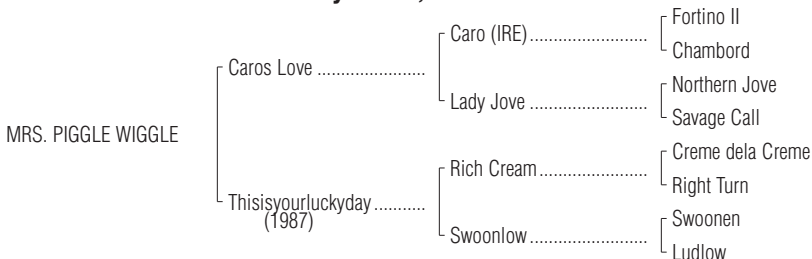 Fortino II
Caro (IRE)..........................
Chambord
Caros Love .......................
Northern Jove
Lady Jove ..........................
Savage Call
MRS. PIGGLE WIGGLE
Creme dela Creme
Rich Cream........................
Right Turn
Thisisyourluckyday...........
(1987)
Swoonen
Swoonlow..........................
Ludlow